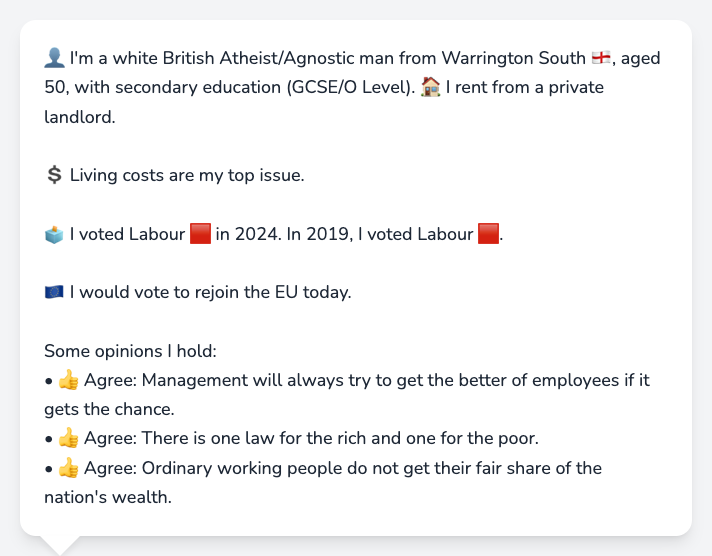 👤 I'm a white British Atheist/Agnostic man from Warrington South 🏴󠁧󠁢󠁥󠁮󠁧󠁿, aged
50, with secondary education (GCSE/O Level). 🏠 I rent from a private
landlord.
💲 Living costs are my top issue.
🗳️ I voted Labour 🟥 in 2024. In 2019, I voted Labour 🟥.
🇪🇺 I would vote to rejoin the EU today.
Some opinions I hold:
• 👍 Agree: Management will always try to get the better of employees if it
gets the chance.
• 👍 Agree: There is one law for the rich and one for the poor.
• 👍 Agree: Ordinary working people do not get their fair share of the
nation's wealth.